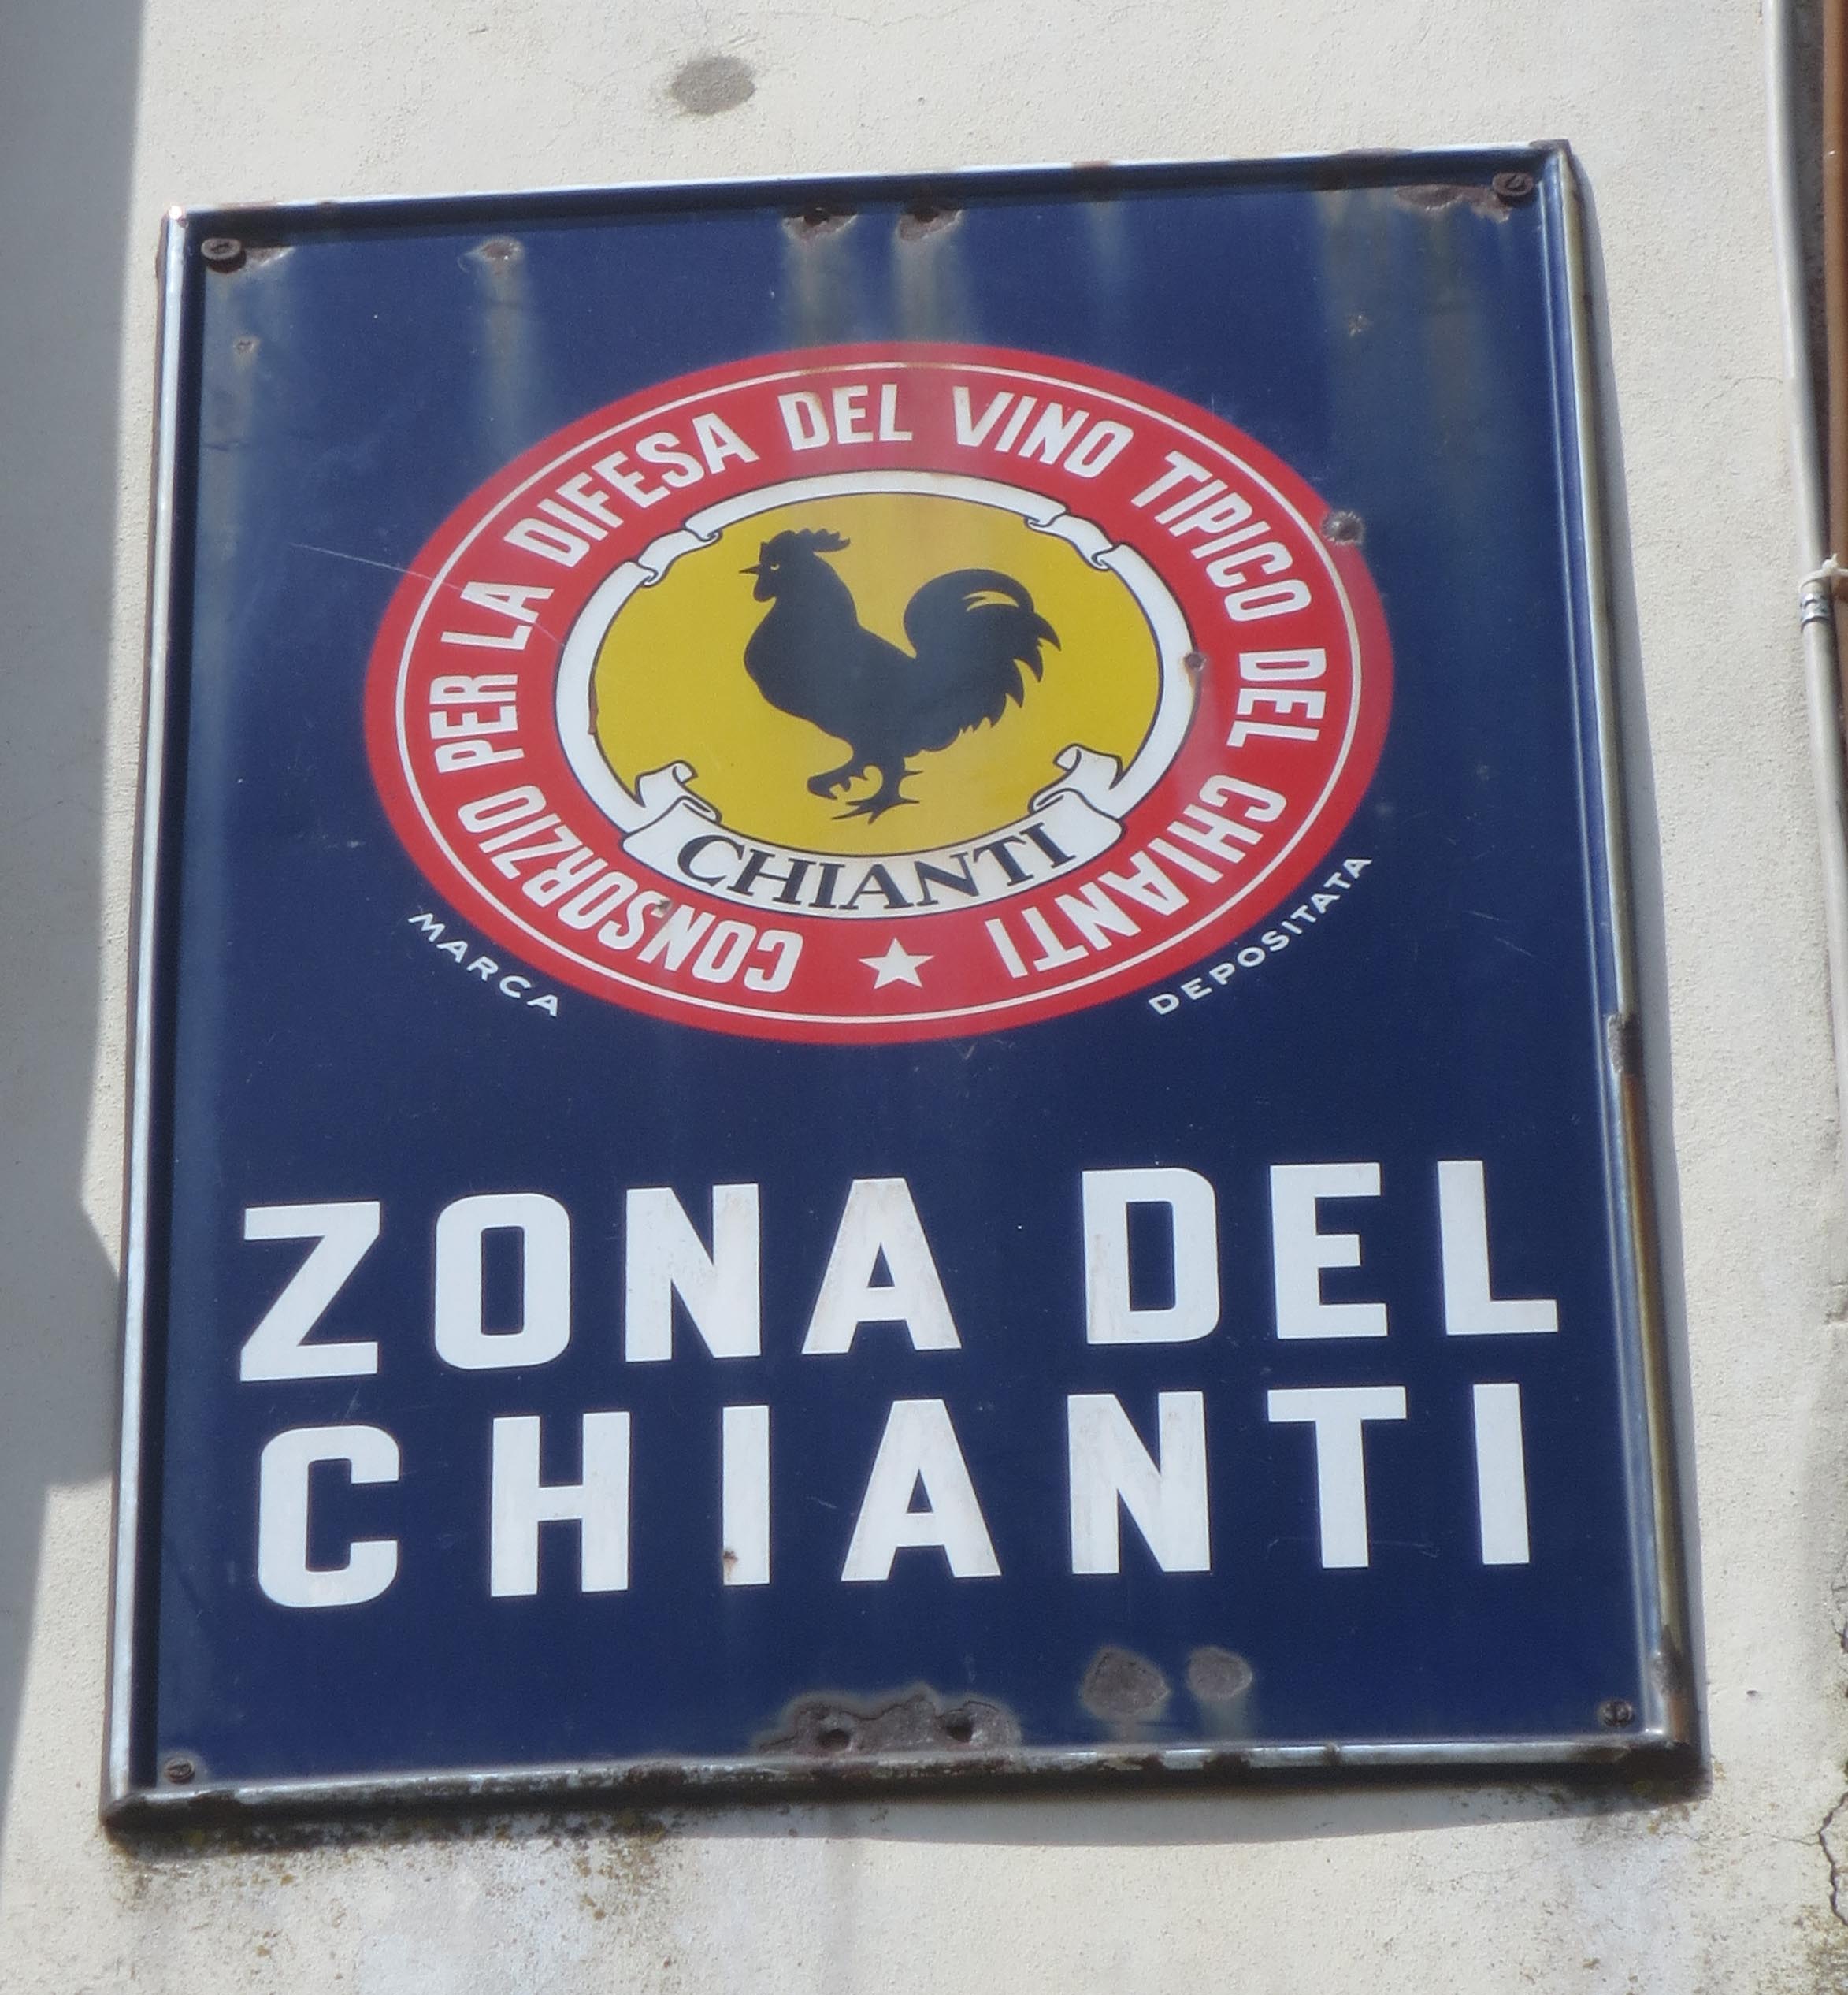 CONSORZIO PER LA DIFESA DEL VINO TIPICO DEL CHIANTI
CHIANTI
MARCA DEPOSITATA
ZONA DEL
CHIANTI